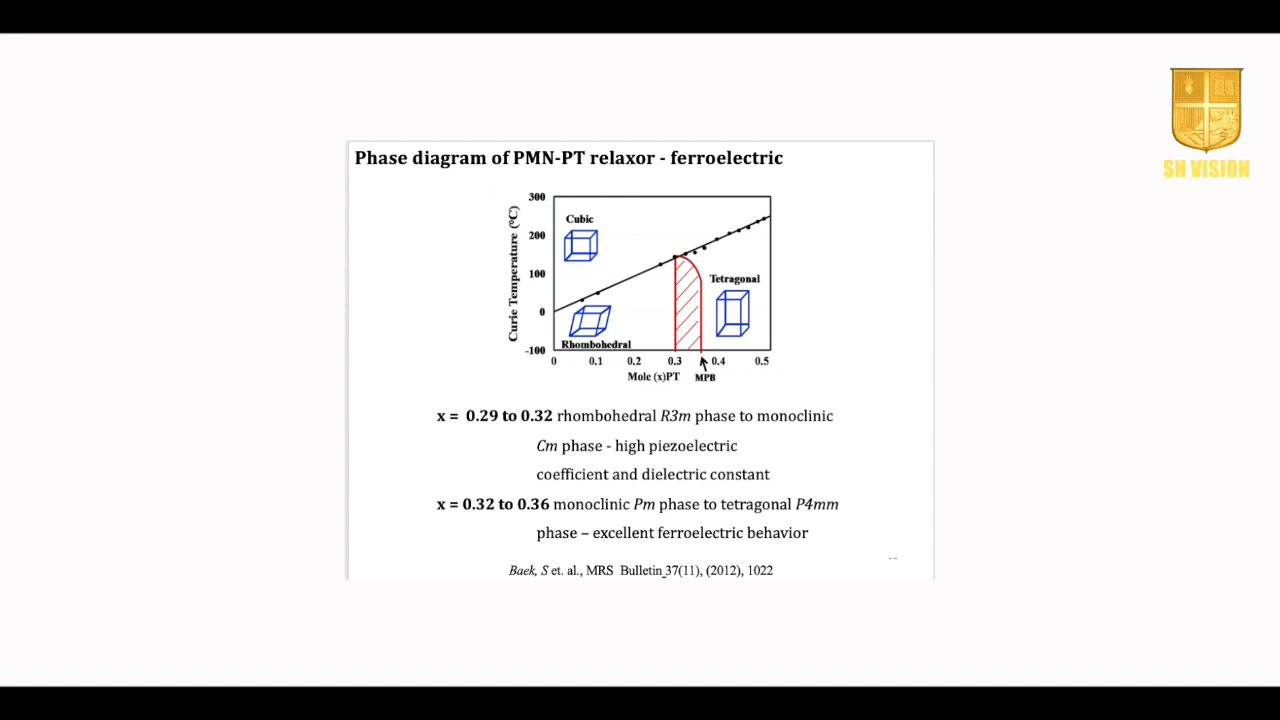 SH VISION
Phase diagram of PMN-PT relaxor - ferroelectric
Curie Temperature (°C)
300
200
100
0
-100
Cubic
Tetragonal
Rhombohedral
0 0.1 0.2 0.3 0.4 0.5
Mole (x)PT MPB
x = 0.29 to 0.32 rhombohedral R3m phase to monoclinic
Cm phase - high piezoelectric
coefficient and dielectric constant
x = 0.32 to 0.36 monoclinic Pm phase to tetragonal P4mm
phase – excellent ferroelectric behavior
Baek, S et. al., MRS Bulletin 37(11), (2012), 1022